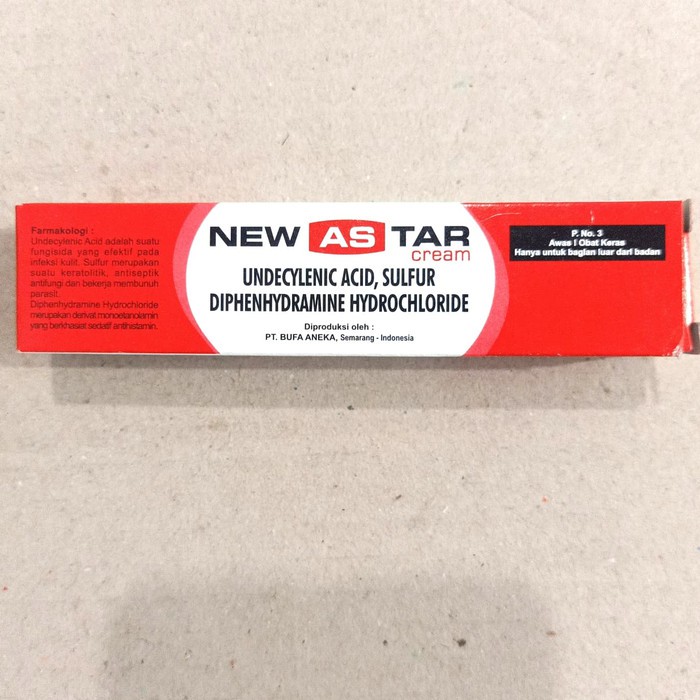 Farmakologi :
Undecylenic Acid adalah suatu
fungisida yang efektif pada
infeksi kulit. Sulfur merupakan
suatu keratolitik, antiseptik
antifungi dan bekerja membunuh
parasit.
Diphenhydramine Hydrochloride
merupakan derivat monoetanolamin
yang berkhasiat sedatif antihistamin.
NEW AS TAR
cream
UNDECYLENIC ACID, SULFUR
DIPHENHYDRAMINE HYDROCHLORIDE
Diproduksi oleh :
PT. BUFA ANEKA, Semarang - Indonesia
P. No. 3
Awas ! Obat Keras
Hanya untuk bagian luar dari badan